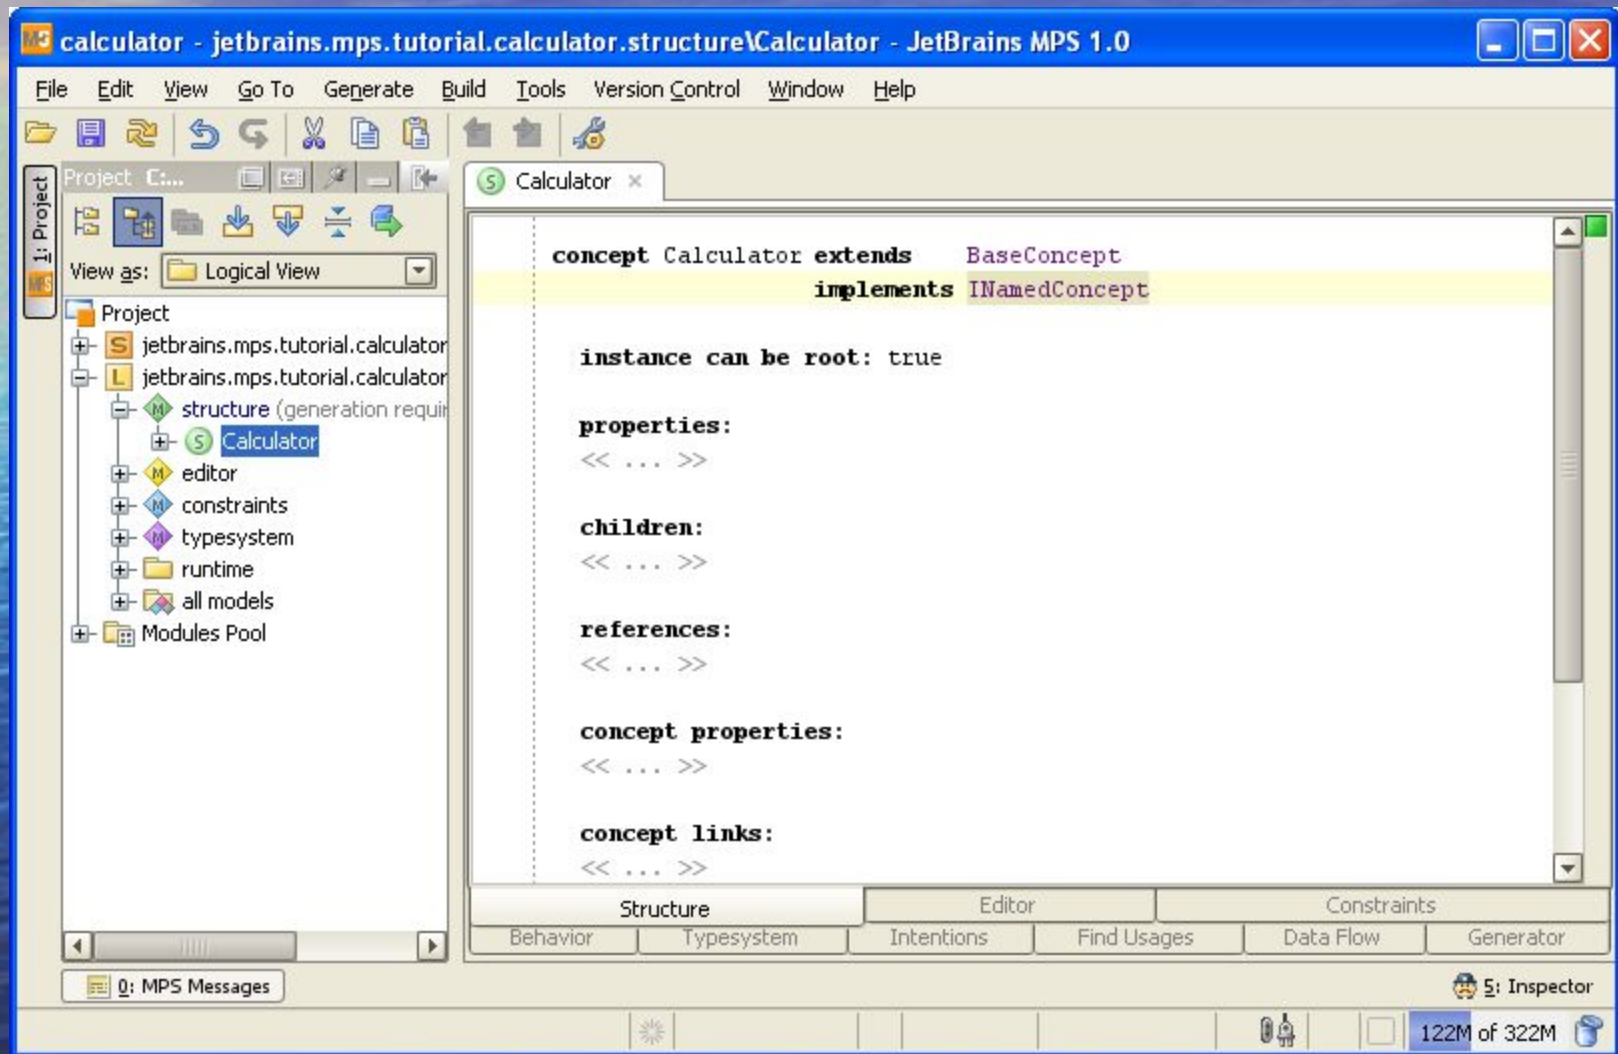 MPS calculator - jetbrains.mps.tutorial.calculator.structure\Calculator - JetBrains MPS 1.0
File Edit View Go To Generate Build Tools Version Control Window Help
1: Project
MPS
Project C:...
View as: Logical View
Project
S jetbrains.mps.tutorial.calculator
L jetbrains.mps.tutorial.calculator
M structure (generation requir
S Calculator
M editor
M constraints
M typesystem
runtime
all models
Modules Pool
S Calculator
concept Calculator extends BaseConcept
implements INamedConcept
instance can be root: true
properties:
<< ... >>
children:
<< ... >>
references:
<< ... >>
concept properties:
<< ... >>
concept links:
<< ... >>
Structure Editor Constraints
Behavior Typesystem Intentions Find Usages Data Flow Generator
0: MPS Messages
5: Inspector
122M of 322M